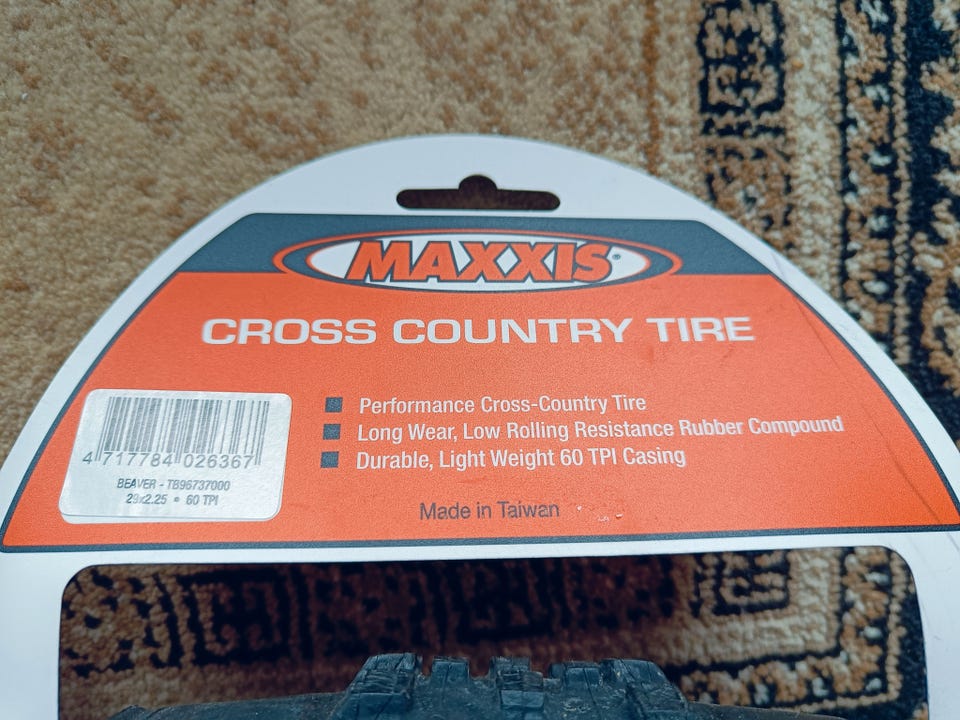 MAXXIS®
CROSS COUNTRY TIRE
Performance Cross-Country Tire
Long Wear, Low Rolling Resistance Rubber Compound
Durable, Light Weight 60 TPI Casing
Made in Taiwan
4 717784 026367
BEAVER - TB96737000
29x2.25 • 60 TPI